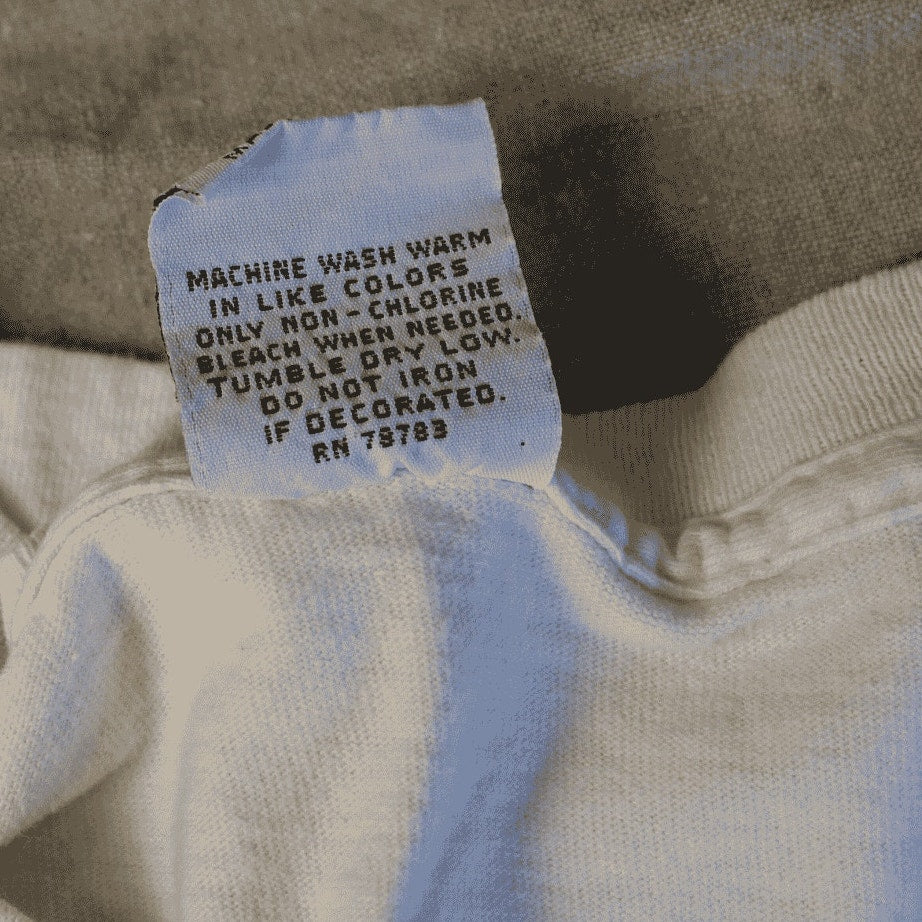 MACHINE WASH WARM
IN LIKE COLORS
ONLY NON-CHLORINE
BLEACH WHEN NEEDED.
TUMBLE DRY LOW.
DO NOT IRON
IF DECORATED.
RN 78783